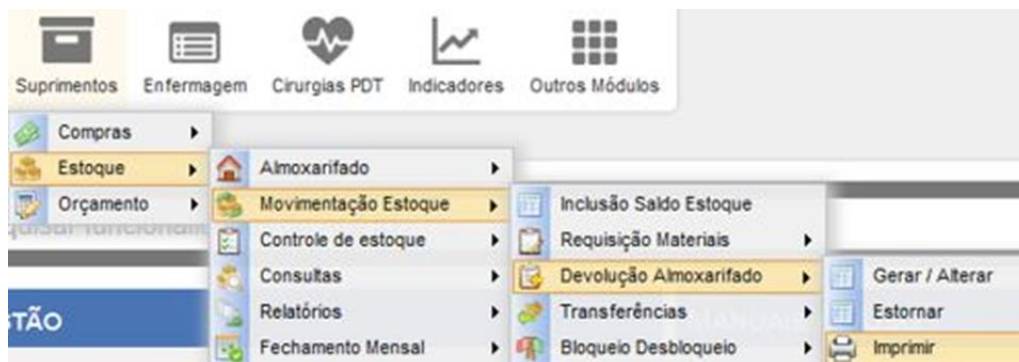 Suprimentos Enfermagem Cirurgias PDT Indicadores Outros Módulos
Compras
Estoque Almoxarifado
Orçamento Movimentação Estoque Inclusão Saldo Estoque
Controle de estoque Requisição Materiais
Consultas Devolução Almoxarifado Gerar / Alterar
TÃO Relatórios Transferências Estornar
Fechamento Mensal Bloqueio Desbloqueio Imprimir